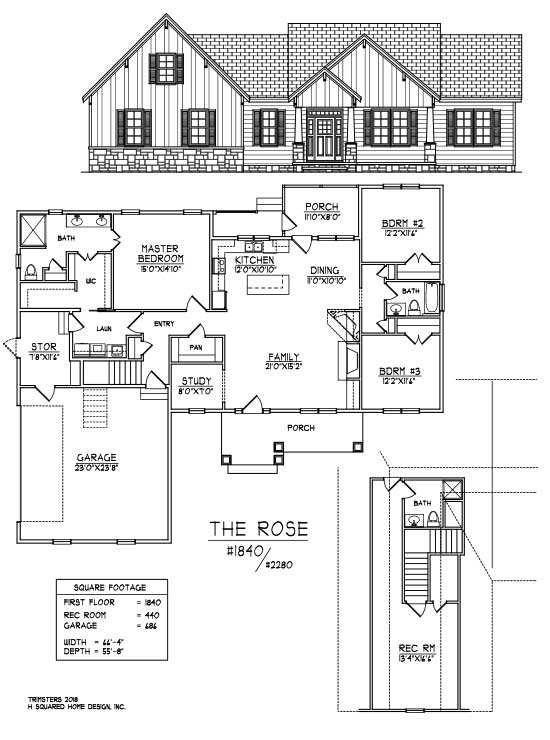 PORCH
11'0"X8'0"
BDRM #2
12'2"X11'6"
BATH
MASTER
BEDROOM
15'0"X14'10"
KITCHEN
12'0"X10'10"
DINING
11'0"X10'10"
WIC
BATH
STOR
7'8"X11'6"
LAUN
ENTRY
PAN
FAMILY
21'0"X15'2"
STUDY
8'0"X7'0"
BDRM #3
12'2"X11'6"
PORCH
GARAGE
23'0"X23'8"
BATH
THE ROSE
#1840/
#2280
SQUARE FOOTAGE
FIRST FLOOR = 1840
REC ROOM = 440
GARAGE = 686
WIDTH = 66'-4"
DEPTH = 55'-8"
REC RM
13'4"X16'6"
TRIMSTERS 2018
H SQUARED HOME DESIGN, INC.